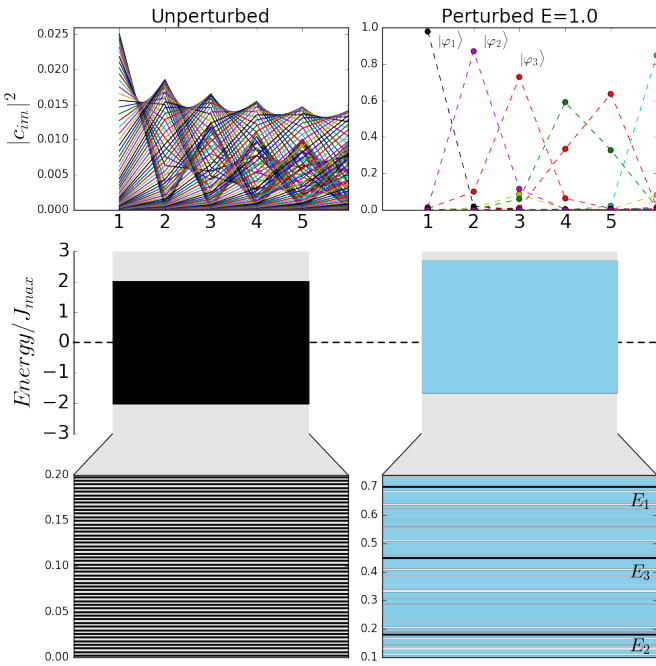 Unperturbed
Perturbed E=1.0
|c_{im}|^2
0.025
0.020
0.015
0.010
0.005
0.000
1 2 3 4 5
1.0
0.8
0.6
0.4
0.2
0.0
|φ_1⟩
|φ_2⟩
|φ_3⟩
1 2 3 4 5
Energy/J_{max}
3
2
1
0
−1
−2
−3
0.20
0.15
0.10
0.05
0.00
0.7
0.6
0.5
0.4
0.3
0.2
0.1
E_1
E_3
E_2